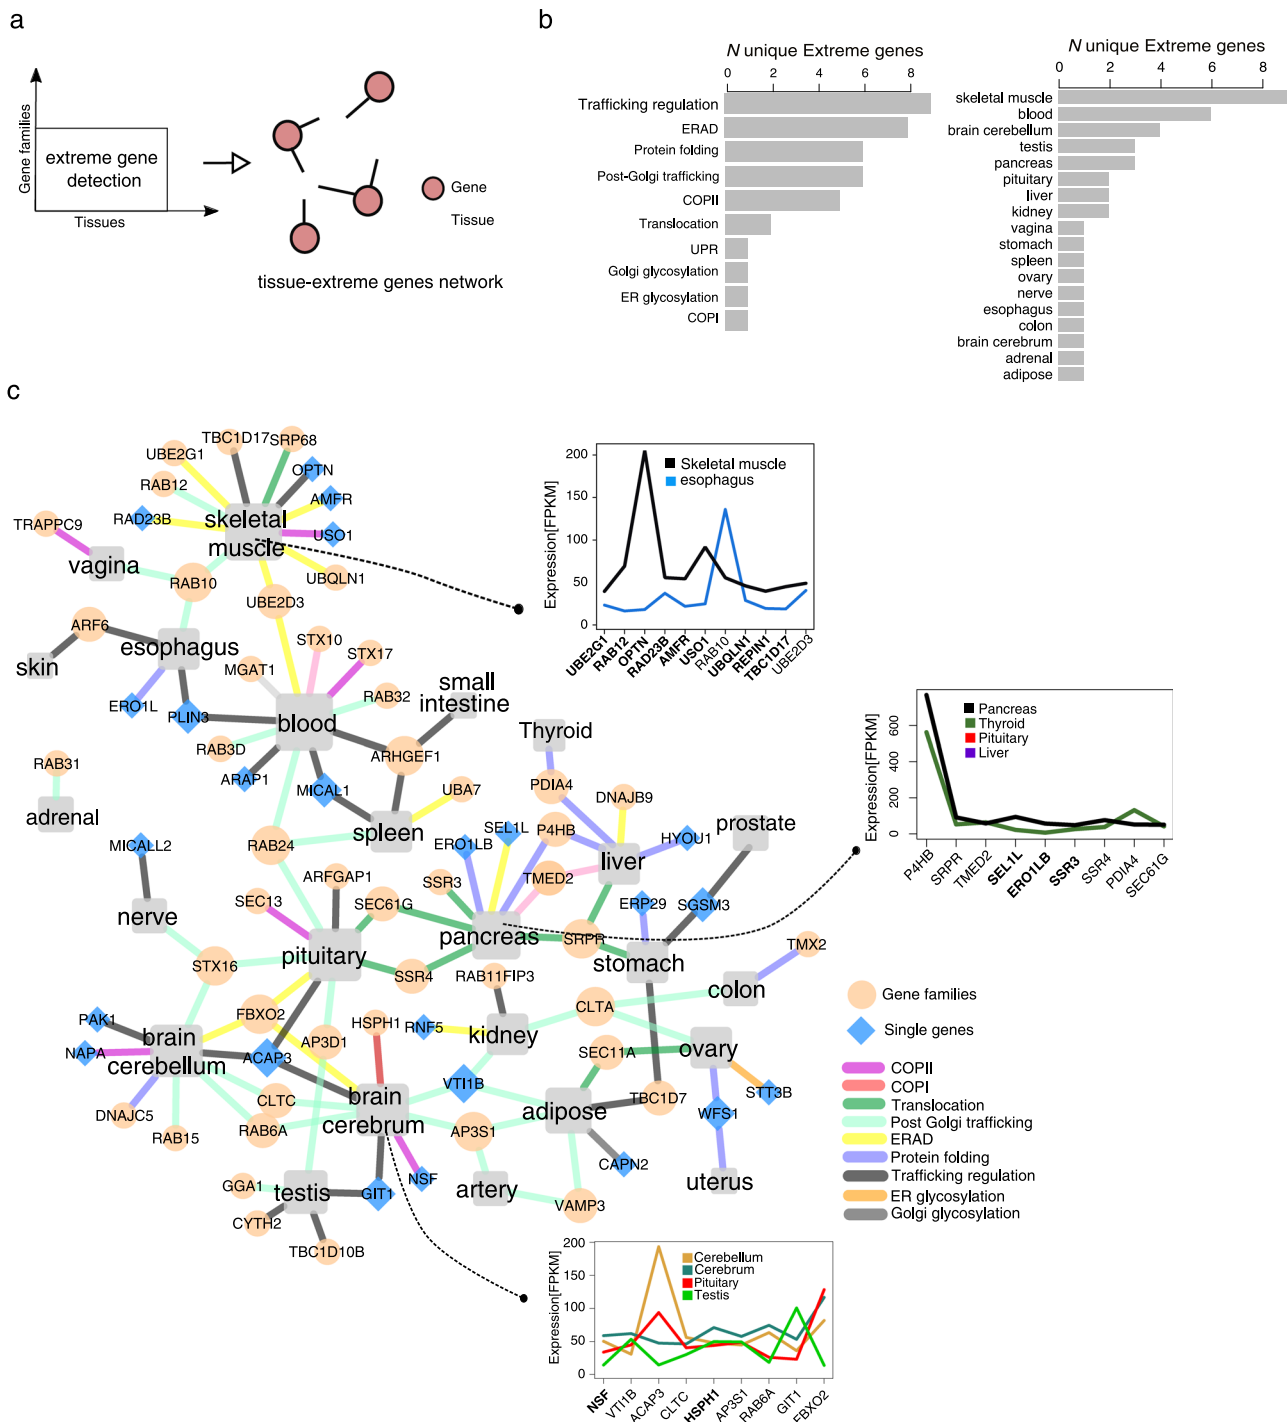 a
Gene families
extreme gene
detection
Tissues
Gene
Tissue
tissue-extreme genes network
b
N unique Extreme genes
0 2 4 6 8
Trafficking regulation
ERAD
Protein folding
Post-Golgi trafficking
COPII
Translocation
UPR
Golgi glycosylation
ER glycosylation
COPI
N unique Extreme genes
0 2 4 6 8
skeletal muscle
blood
brain cerebellum
testis
pancreas
pituitary
liver
kidney
vagina
stomach
spleen
ovary
nerve
esophagus
colon
brain cerebrum
adrenal
adipose
c
TBC1D17
SRP68
UBE2G1
OPTN
RAB12
AMFR
RAD23B
skeletal
muscle
USO1
TRAPPC9
vagina
RAB10
UBQLN1
UBE2D3
ARF6
skin
esophagus
STX10
STX17
MGAT1
small
intestine
ERO1L
PLIN3
blood
RAB32
RAB3D
ARHGEF1
Thyroid
RAB31
ARAP1
MICAL1
UBA7
PDIA4
DNAJB9
adrenal
spleen
SEL1L
P4HB
HYOU1
prostate
MICALL2
RAB24
ERO1LB
liver
ARFGAP1
SSR3
TMED2
SEC13
SEC61G
ERP29
SGSM3
nerve
pancreas
SRPR
TMX2
pituitary
stomach
STX16
SSR4
RAB11FIP3
colon
PAK1
FBXO2
HSPH1
RNF5
kidney
CLTA
brain
cerebellum
AP3D1
NAPA
ACAP3
SEC11A
ovary
VTI1B
STT3B
DNAJC5
CLTC
brain
cerebrum
adipose
TBC1D7
WFS1
RAB15
RAB6A
AP3S1
CAPN2
GGA1
testis
GIT1
NSF
artery
uterus
CYTH2
VAMP3
TBC1D10B
Expression[FPKM]
200
150
100
50
0
Skeletal muscle
esophagus
UBE2G1
RAB12
OPTN
RAD23B
AMFR
USO1
RAB10
UBQLN1
REPIN1
TBC1D17
UBE2D3
Expression[FPKM]
600
400
200
0
Pancreas
Thyroid
Pituitary
Liver
P4HB
SRPR
TMED2
SEL1L
ERO1LB
SSR3
SSR4
PDIA4
SEC61G
Gene families
Single genes
COPII
COPI
Translocation
Post Golgi trafficking
ERAD
Protein folding
Trafficking regulation
ER glycosylation
Golgi glycosylation
Expression[FPKM]
200
150
100
50
0
Cerebellum
Cerebrum
Pituitary
Testis
NSF
VTI1B
ACAP3
CLTC
HSPH1
AP3S1
RAB6A
GIT1
FBXO2